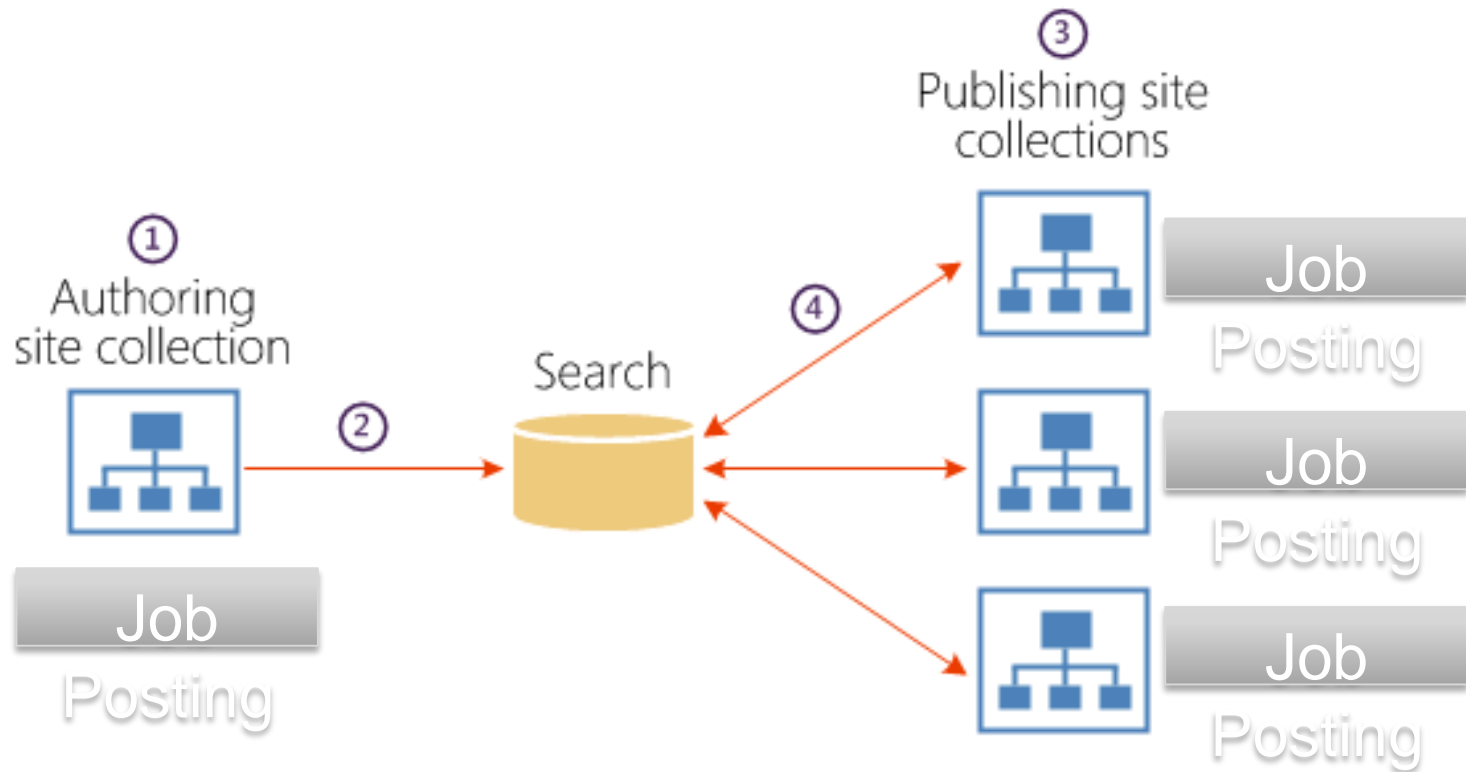 1
Authoring
site collection
Job
Posting
2
Search
4
3
Publishing site
collections
Job
Posting
Job
Posting
Job
Posting